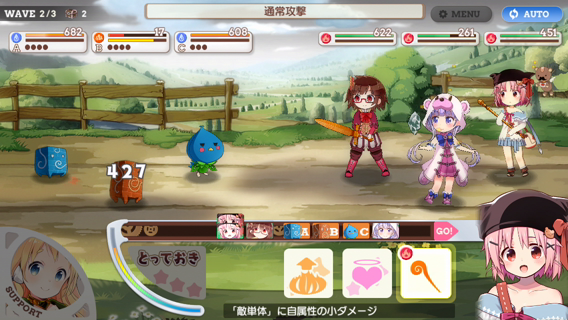 WAVE 2/3 2
通常攻撃
MENU
AUTO
682
17
608
622
261
451
A
B
C
427
A
B
C
GO!
とっておき
SUPPORT
「敵単体」に自属性の小ダメージ